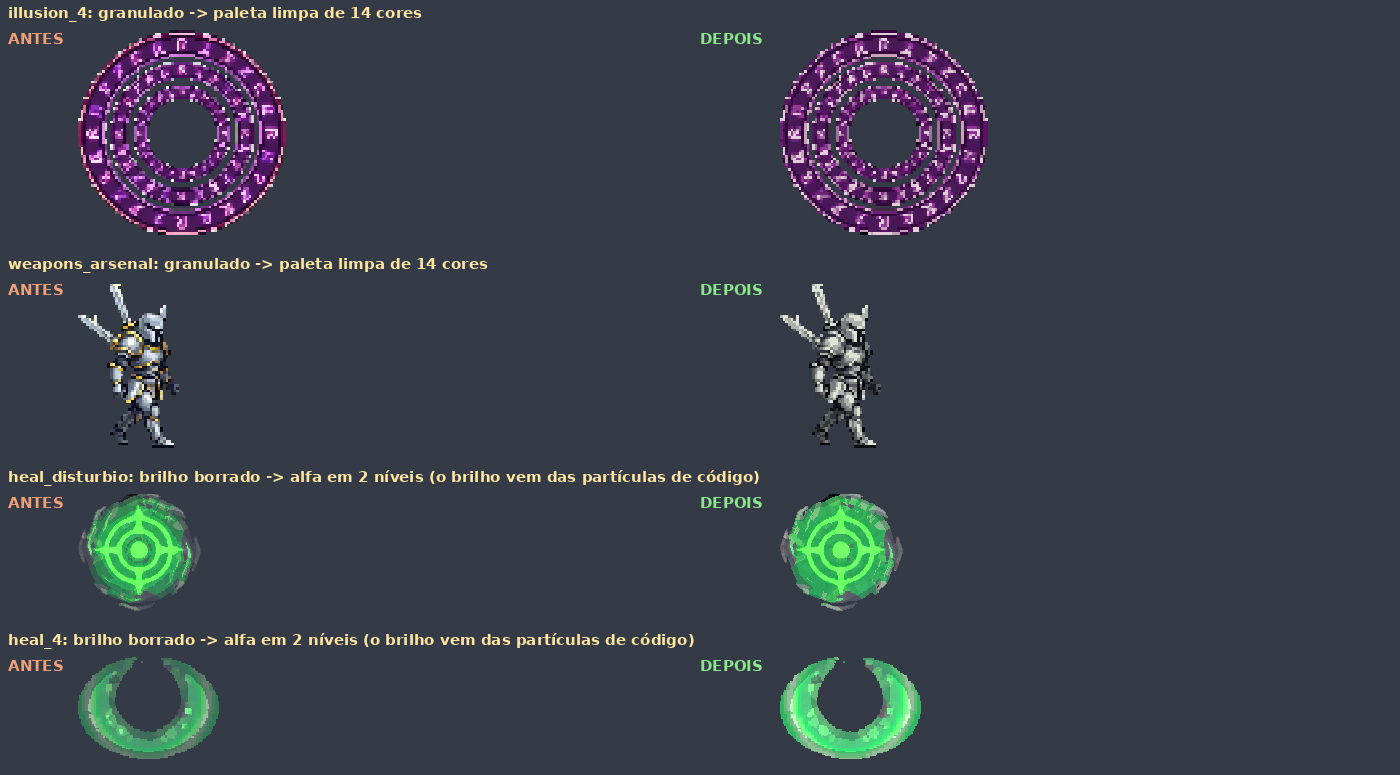 illusion_4: granulado -> paleta limpa de 14 cores
ANTES
DEPOIS
weapons_arsenal: granulado -> paleta limpa de 14 cores
ANTES
DEPOIS
heal_disturbio: brilho borrado -> alfa em 2 níveis (o brilho vem das partículas de código)
ANTES
DEPOIS
heal_4: brilho borrado -> alfa em 2 níveis (o brilho vem das partículas de código)
ANTES
DEPOIS